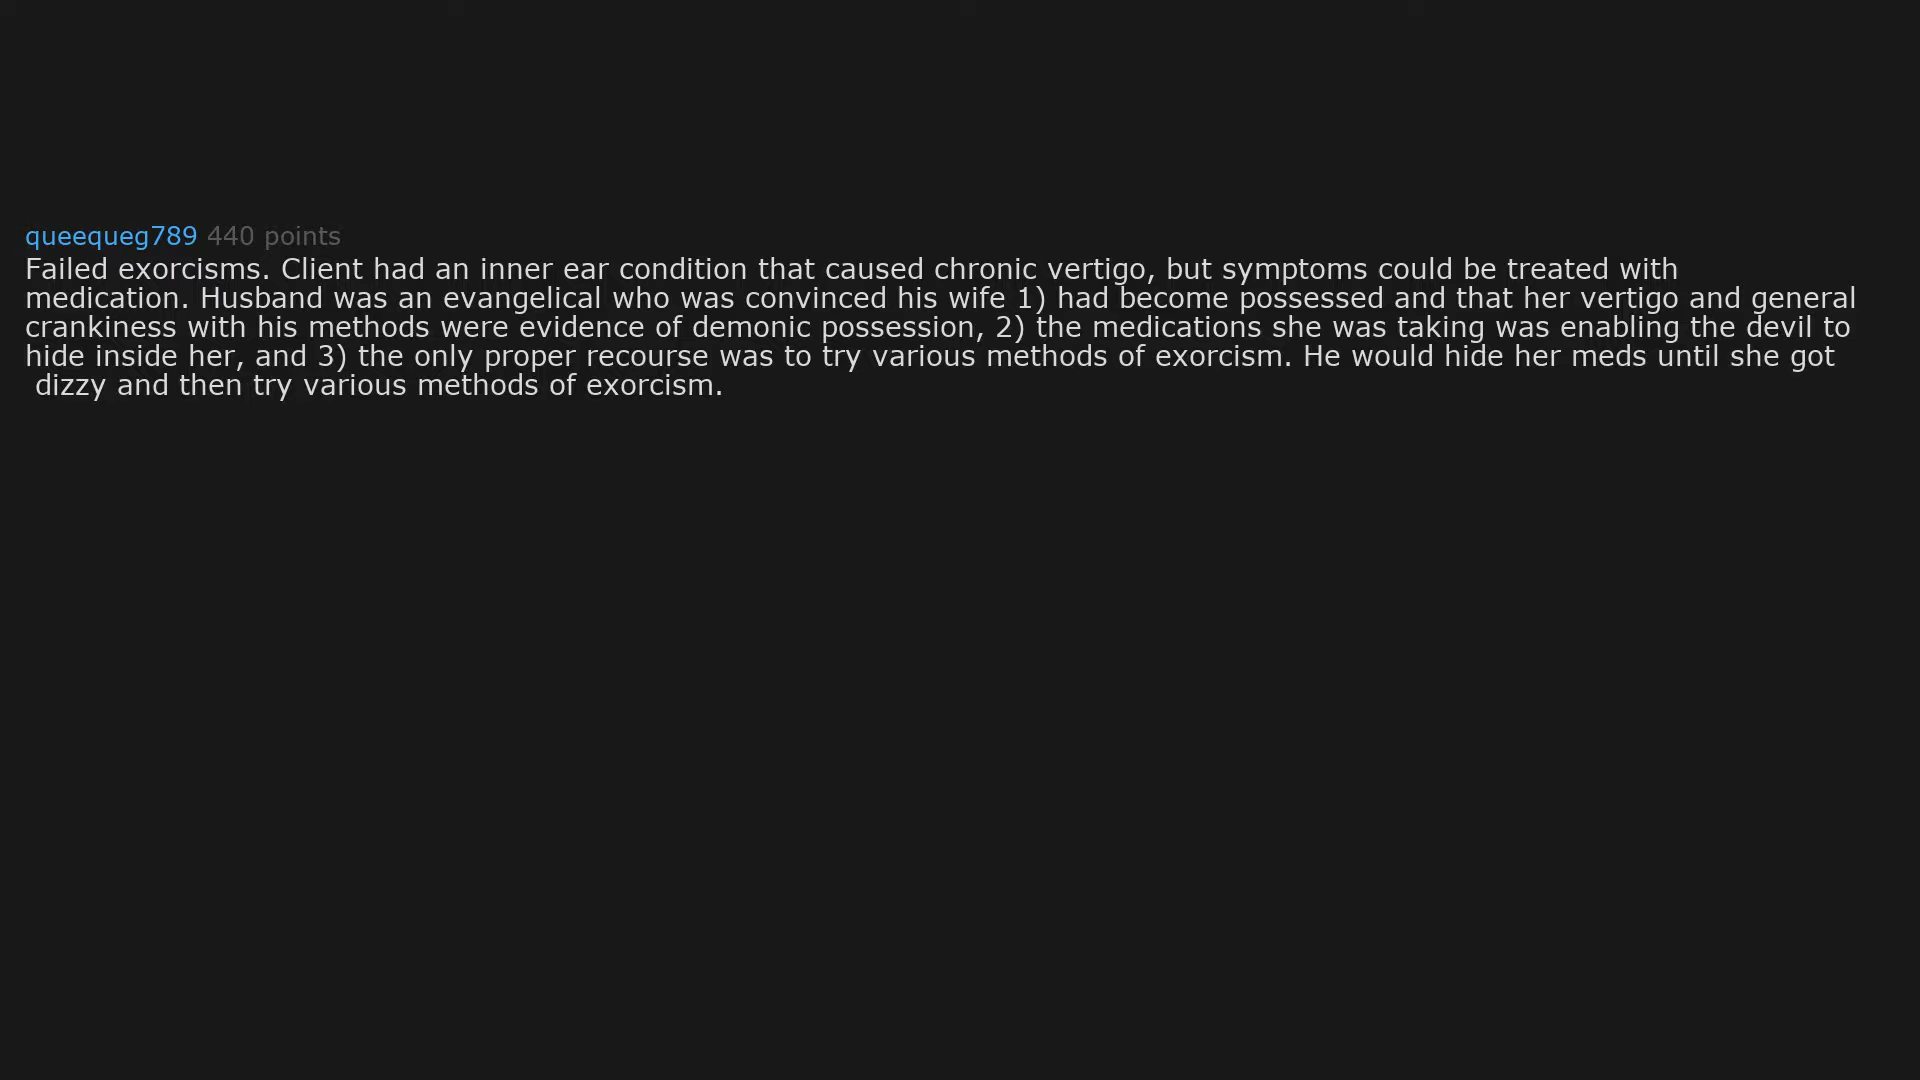 queequeg789 440 points
Failed exorcisms. Client had an inner ear condition that caused chronic vertigo, but symptoms could be treated with
medication. Husband was an evangelical who was convinced his wife 1) had become possessed and that her vertigo and general
crankiness with his methods were evidence of demonic possession, 2) the medications she was taking was enabling the devil to
hide inside her, and 3) the only proper recourse was to try various methods of exorcism. He would hide her meds until she got
dizzy and then try various methods of exorcism.